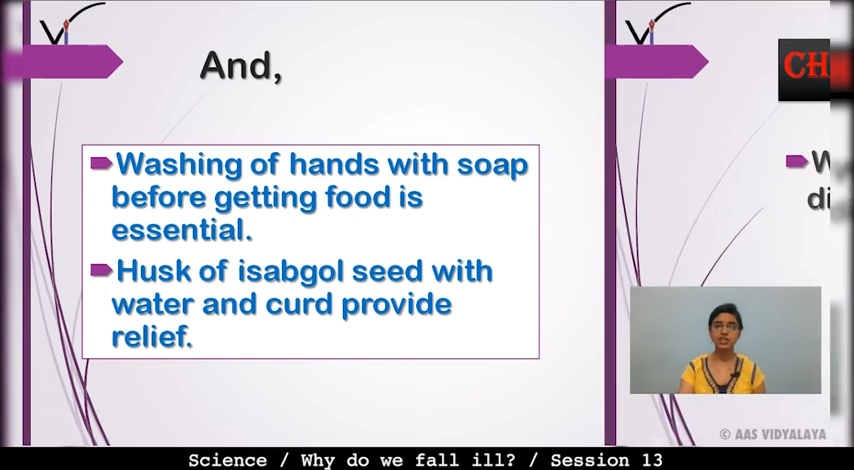 And,
Washing of hands with soap
before getting food is
essential.
Husk of isabgol seed with
water and curd provide
relief.
CH
© AAS VIDYALAYA
Science / Why do we fall ill? / Session 13